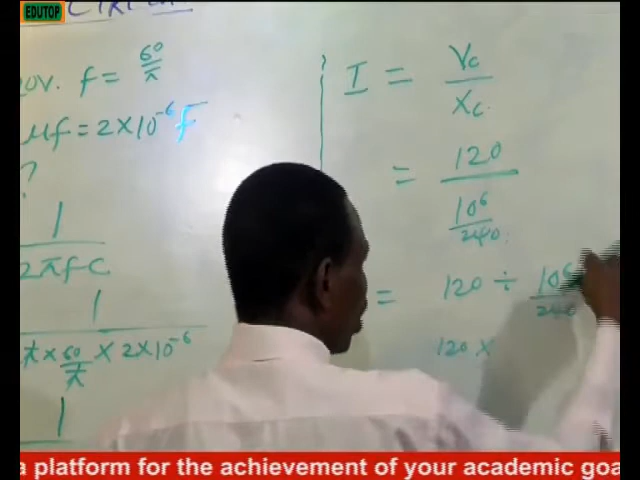 EDUTOP
0V. f = 60/π
μf = 2×10⁻⁶ F
?
1
2πfc
1
π × 60/π × 2×10⁻⁶
1
I = Vc
Xc
= 120
10⁶
240
= 120 ÷ 10⁶
240
120 ×
a platform for the achievement of your academic goa